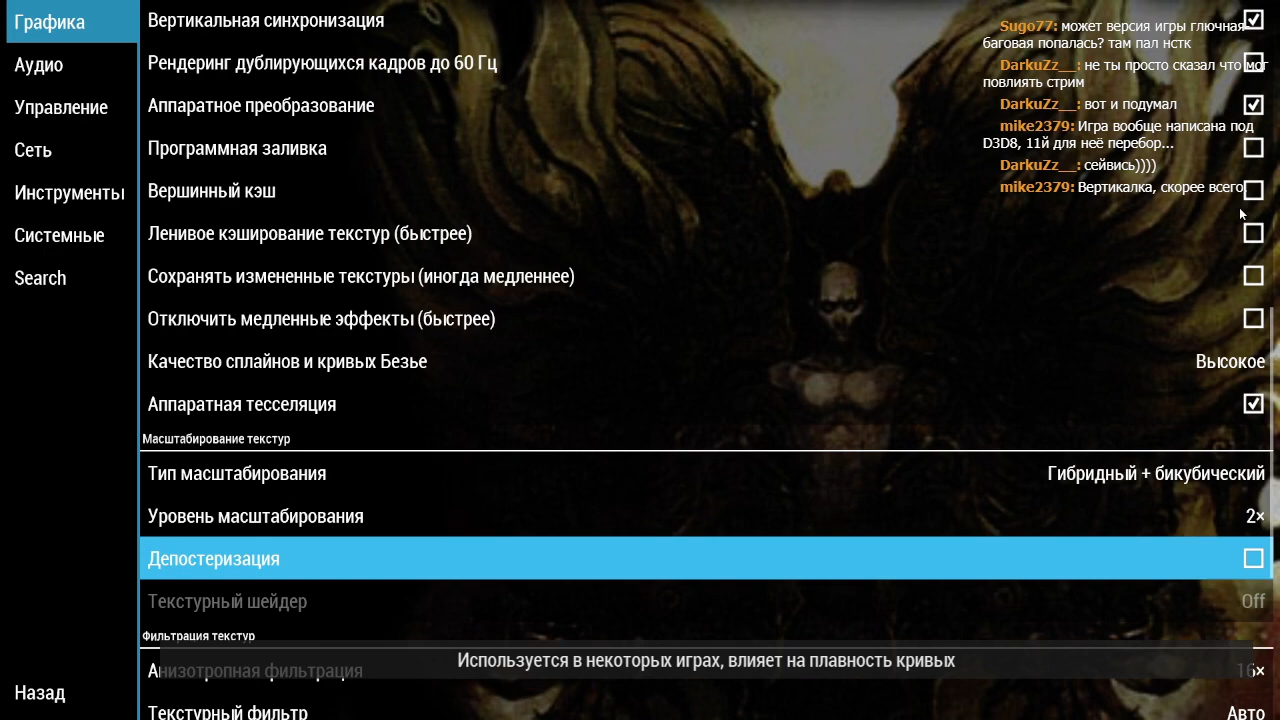 Графика
Аудио
Управление
Сеть
Инструменты
Системные
Search
Назад
Вертикальная синхронизация
Рендеринг дублирующихся кадров до 60 Гц
Аппаратное преобразование
Программная заливка
Вершинный кэш
Ленивое кэширование текстур (быстрее)
Сохранять измененные текстуры (иногда медленнее)
Отключить медленные эффекты (быстрее)
Качество сплайнов и кривых Безье Высокое
Аппаратная тесселяция
Масштабирование текстур
Тип масштабирования Гибридный + бикубический
Уровень масштабирования 2×
Депостеризация
Текстурный шейдер Off
Фильтрация текстур
Анизотропная фильтрация 16×
Используется в некоторых играх, влияет на плавность кривых
Текстурный фильтр Авто
Sugo77: может версия игры глючная
баговая попалась? там пал нстк
DarkuZz__: не ты просто сказал что мог
повлиять стрим
DarkuZz__: вот и подумал
mike2379: Игра вообще написана под
D3D8, 11й для неё перебор...
DarkuZz__: сейвись))))
mike2379: Вертикалка, скорее всего